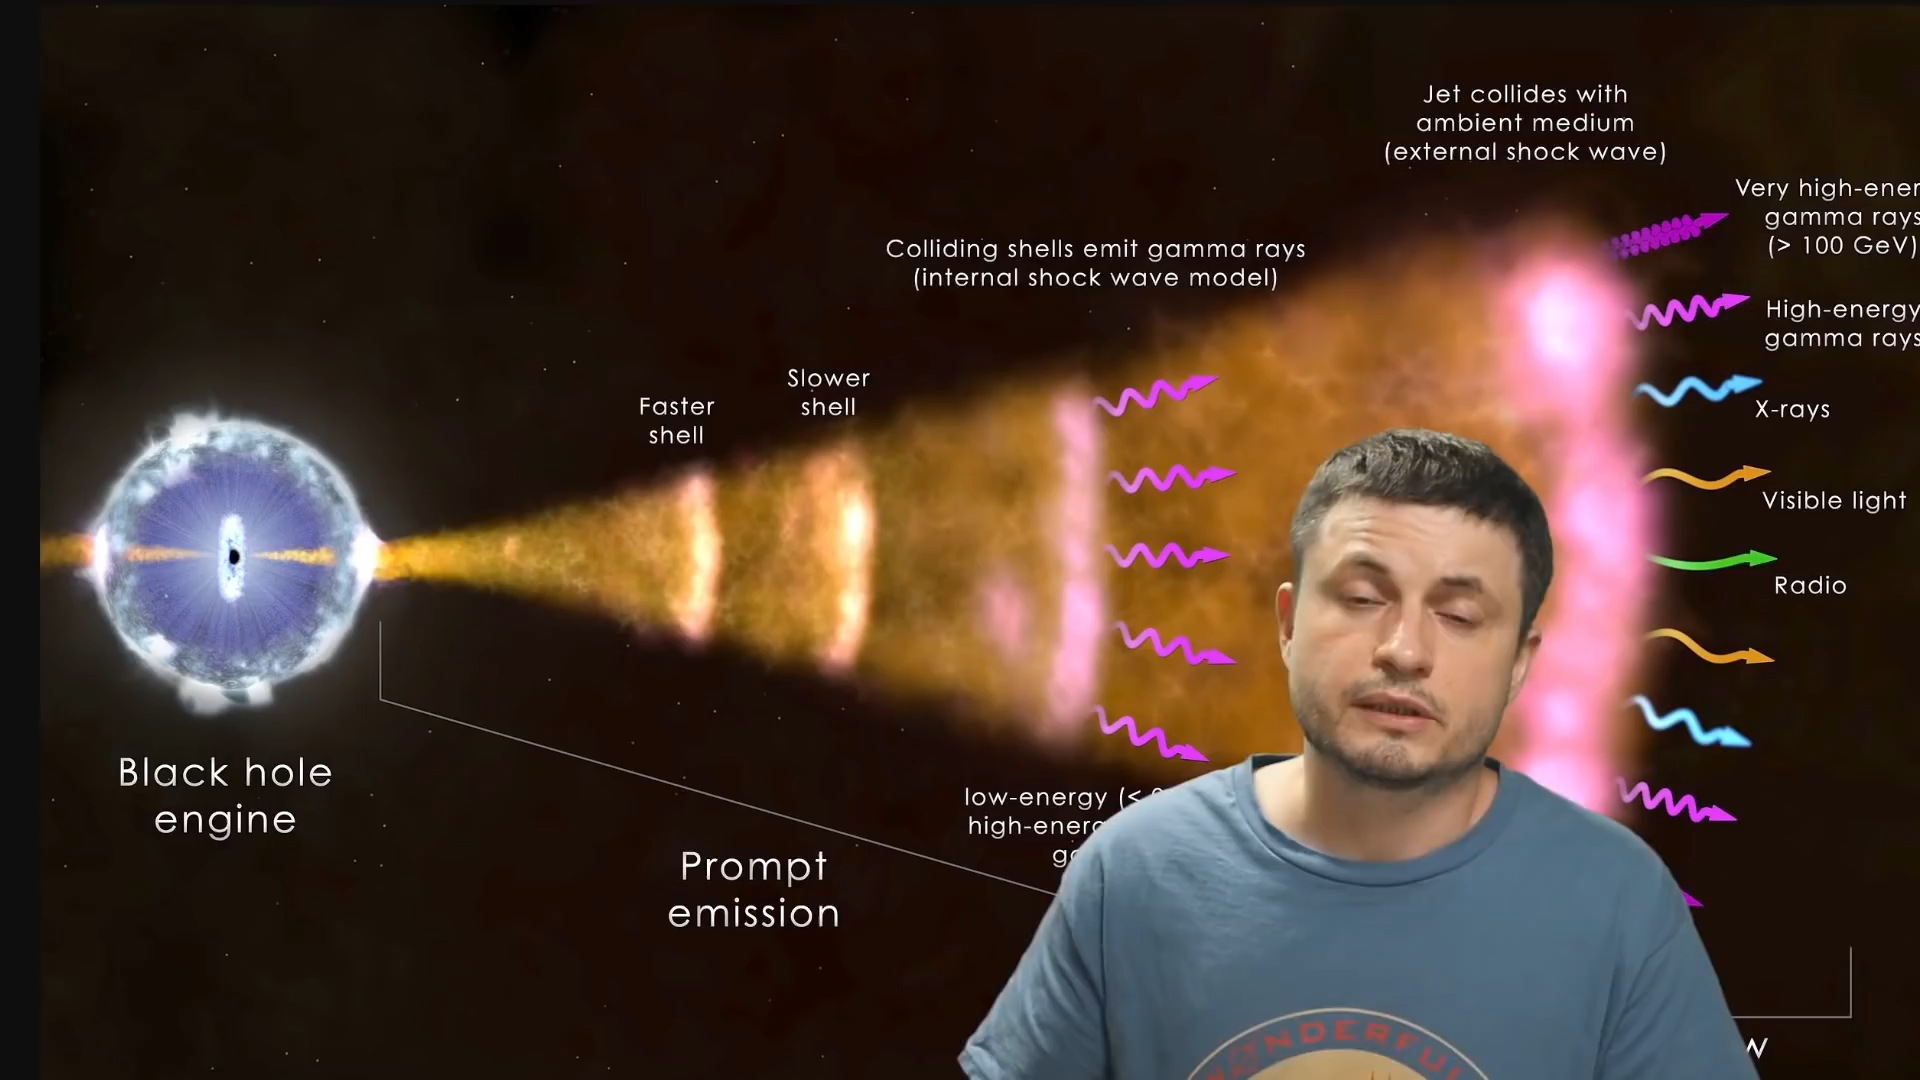 Jet collides with
ambient medium
(external shock wave)
Very high-ener
gamma rays
(> 100 GeV)
Colliding shells emit gamma rays
(internal shock wave model)
High-energy
gamma rays
Slower
shell
Faster
shell
X-rays
Visible light
Radio
Black hole
engine
low-energy (<
high-energ
ga
Prompt
emission
W
NDERFUL